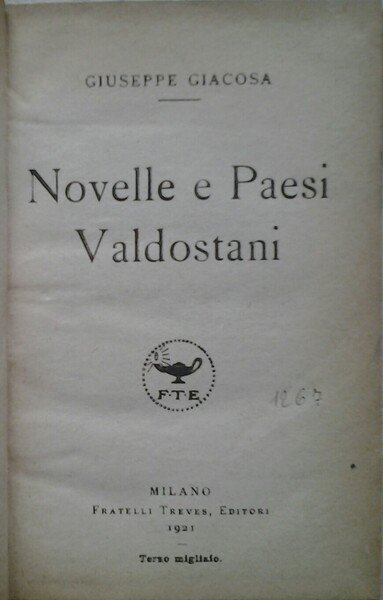 GIUSEPPE GIACOSA
Novelle e Paesi
Valdostani
F·T·E
1267
MILANO
FRATELLI TREVES, EDITORI
1921
Terzo migliaio.